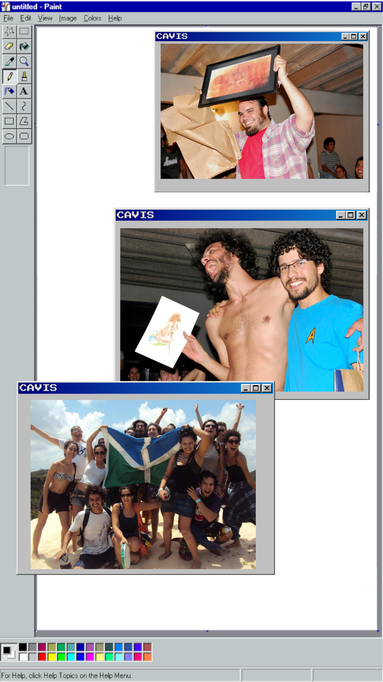 untitled - Paint
File Edit View Image Colors Help
CAVIS
CAVIS
CAVIS
A
For Help, click Help Topics on the Help Menu.